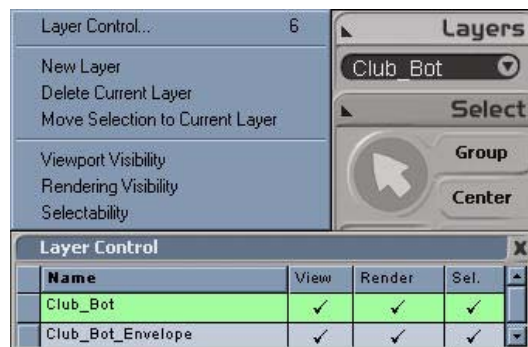 Layer Control... 6
New Layer
Delete Current Layer
Move Selection to Current Layer
Viewport Visibility
Rendering Visibility
Selectability
Layers
Club_Bot
Select
Group
Center
Layer Control X
Name View Render Sel.
Club_Bot ✓ ✓ ✓
Club_Bot_Envelope ✓ ✓ ✓